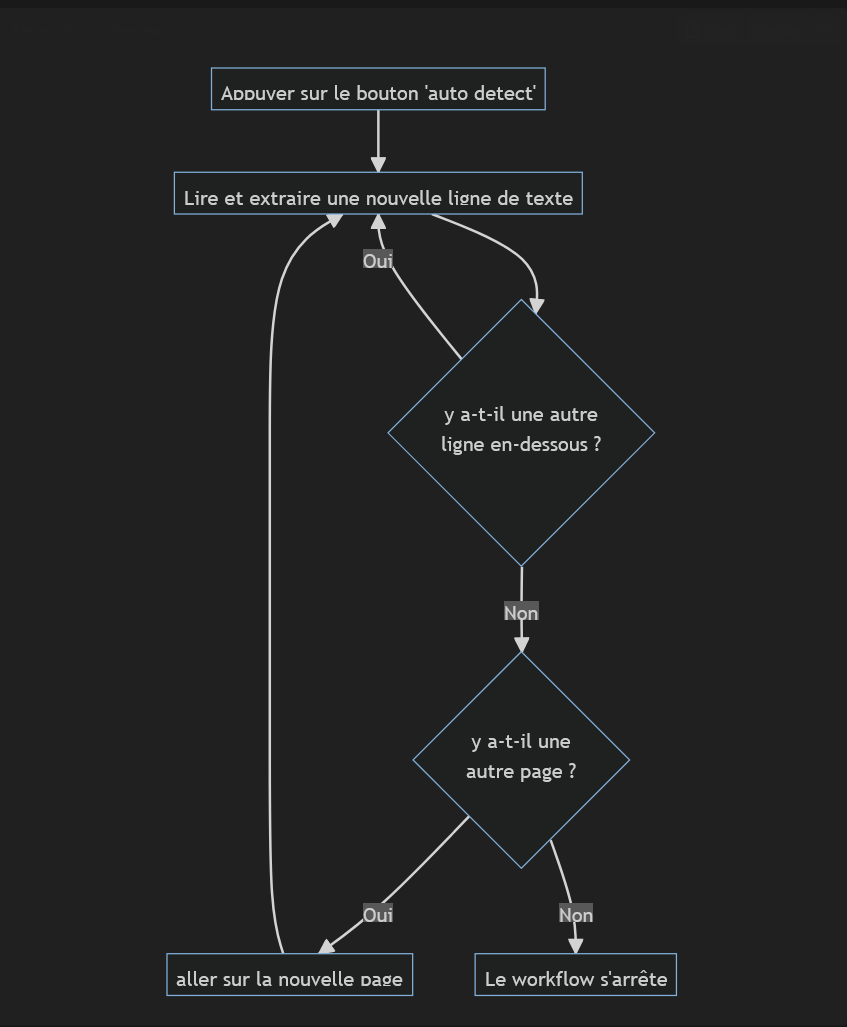 Appuyer sur le bouton 'auto detect'
Lire et extraire une nouvelle ligne de texte
Oui
y a-t-il une autre
ligne en-dessous ?
Non
y a-t-il une
autre page ?
Oui
Non
aller sur la nouvelle page
Le workflow s'arrête